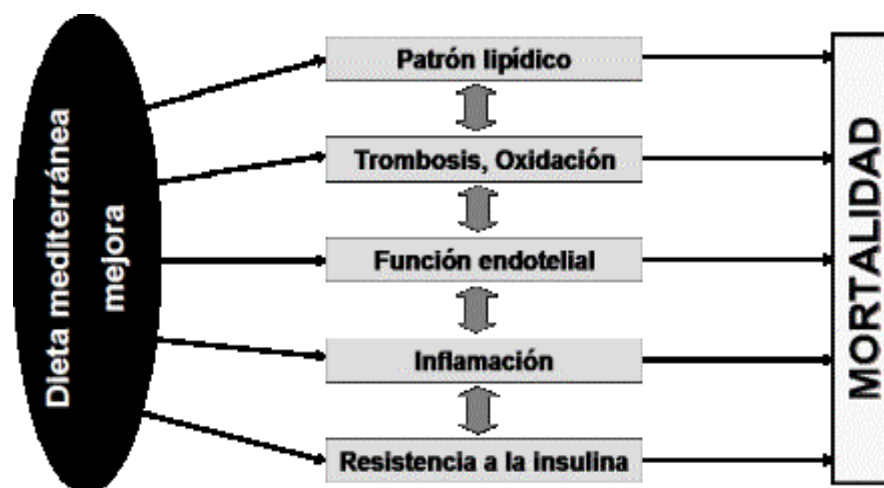 Dieta mediterránea
mejora
Patrón lipídico
Trombosis, Oxidación
Función endotelial
Inflamación
Resistencia a la insulina
MORTALIDAD